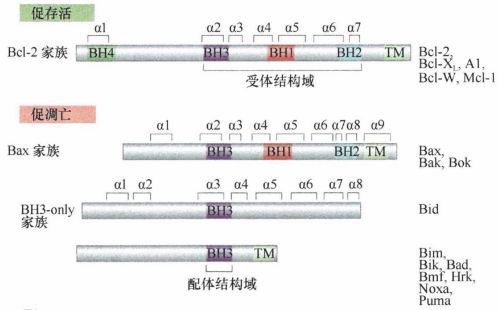 促存活
α1 α2 α3 α4 α5 α6 α7
Bcl-2 家族 BH4 BH3 BH1 BH2 TM Bcl-2,
Bcl-X_L, A1,
Bcl-W, Mcl-1
受体结构域
促凋亡
α1 α2 α3 α4 α5 α6 α7 α8 α9
Bax 家族 BH3 BH1 BH2 TM Bax,
Bak, Bok
α1 α2 α3 α4 α5 α6 α7 α8
BH3-only BH3 Bid
家族
BH3 TM Bim,
Bik, Bad,
Bmf, Hrk,
Noxa,
Puma
配体结构域